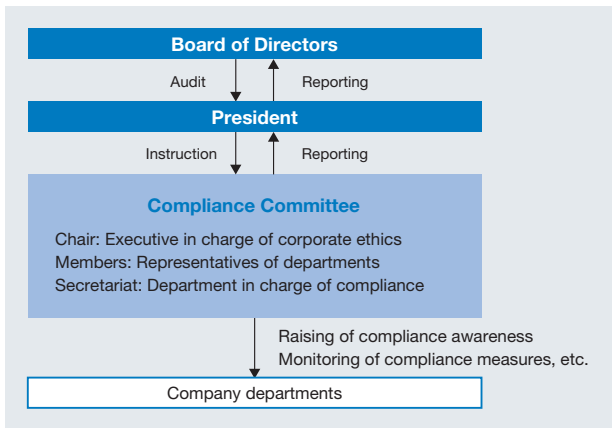 Board of Directors
Audit
Reporting
President
Instruction
Reporting
Compliance Committee
Chair: Executive in charge of corporate ethics
Members: Representatives of departments
Secretariat: Department in charge of compliance
Raising of compliance awareness
Monitoring of compliance measures, etc.
Company departments